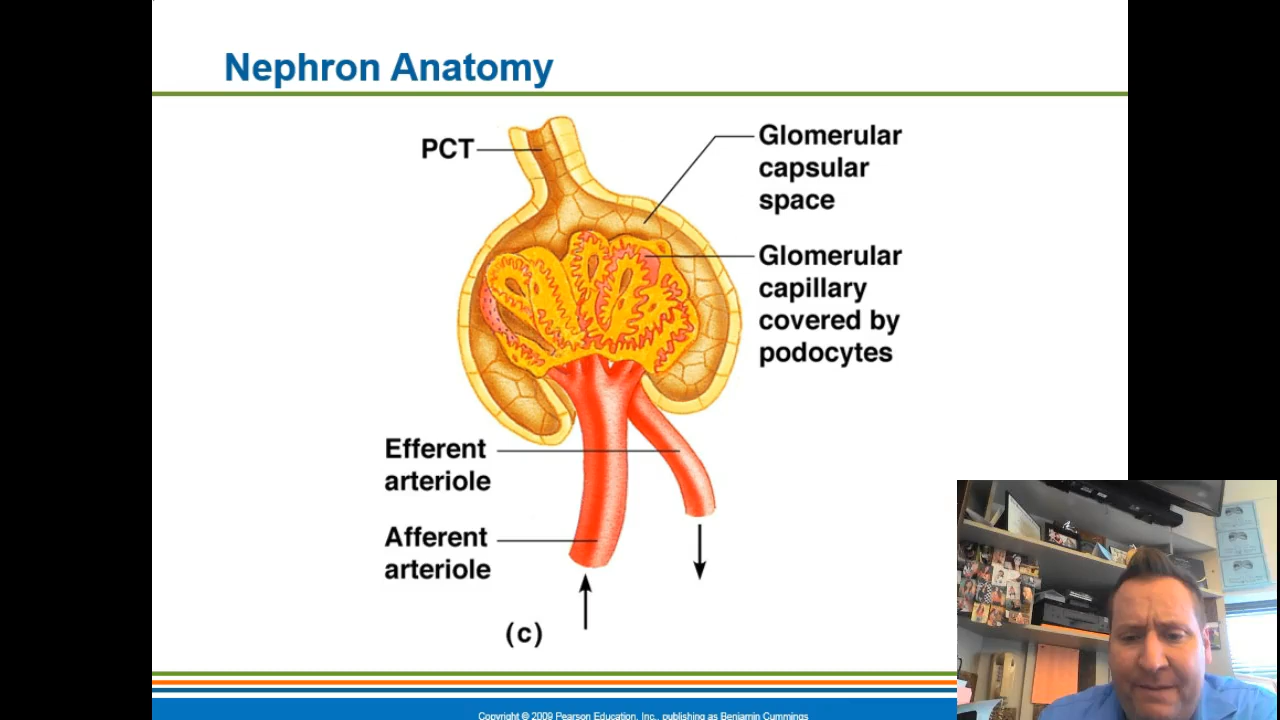 Nephron Anatomy
PCT
Glomerular
capsular
space
Glomerular
capillary
covered by
podocytes
Efferent
arteriole
Afferent
arteriole
(c)
Copyright © 2009 Pearson Education, Inc., publishing as Benjamin Cummings